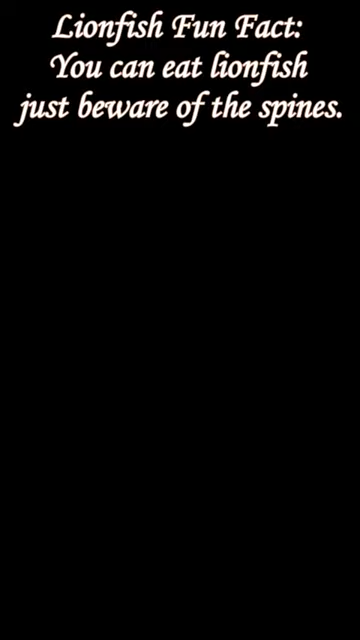 Lionfish Fun Fact:
You can eat lionfish
just beware of the spines.